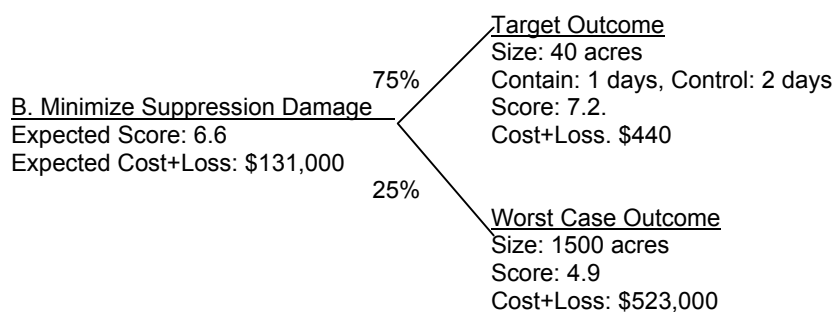 Target Outcome
Size: 40 acres
75%
Contain: 1 days, Control: 2 days
B. Minimize Suppression Damage
Score: 7.2.
Expected Score: 6.6
Cost+Loss. $440
Expected Cost+Loss: $131,000
25%
Worst Case Outcome
Size: 1500 acres
Score: 4.9
Cost+Loss: $523,000